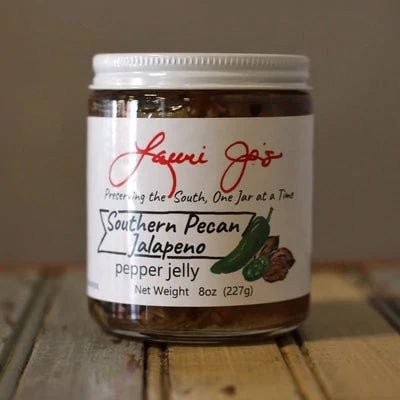 Lauri Jo's
Preserving the South, One Jar at a Time
Southern Pecan
Jalapeno
pepper jelly
Net Weight 8oz (227g)